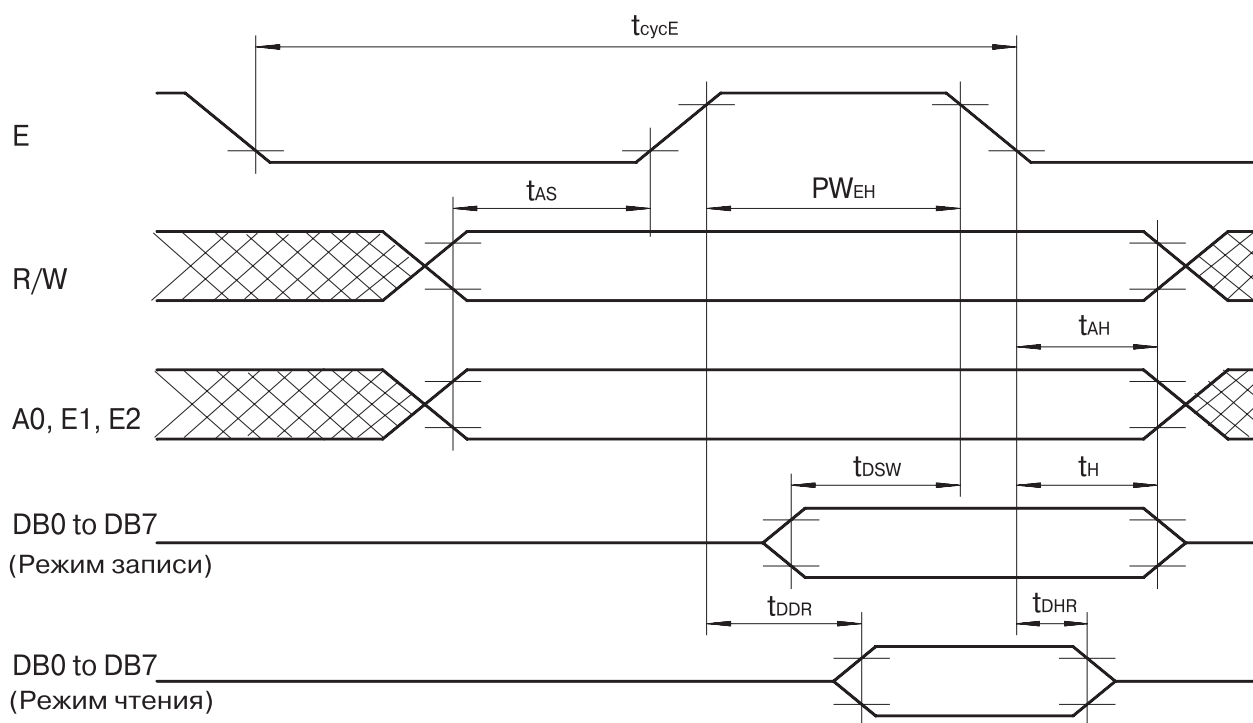 tcycE
E
tAS
PWEH
R/W
tAH
A0, E1, E2
tDSW
tH
DB0 to DB7
(Режим записи)
tDDR
tDHR
DB0 to DB7
(Режим чтения)